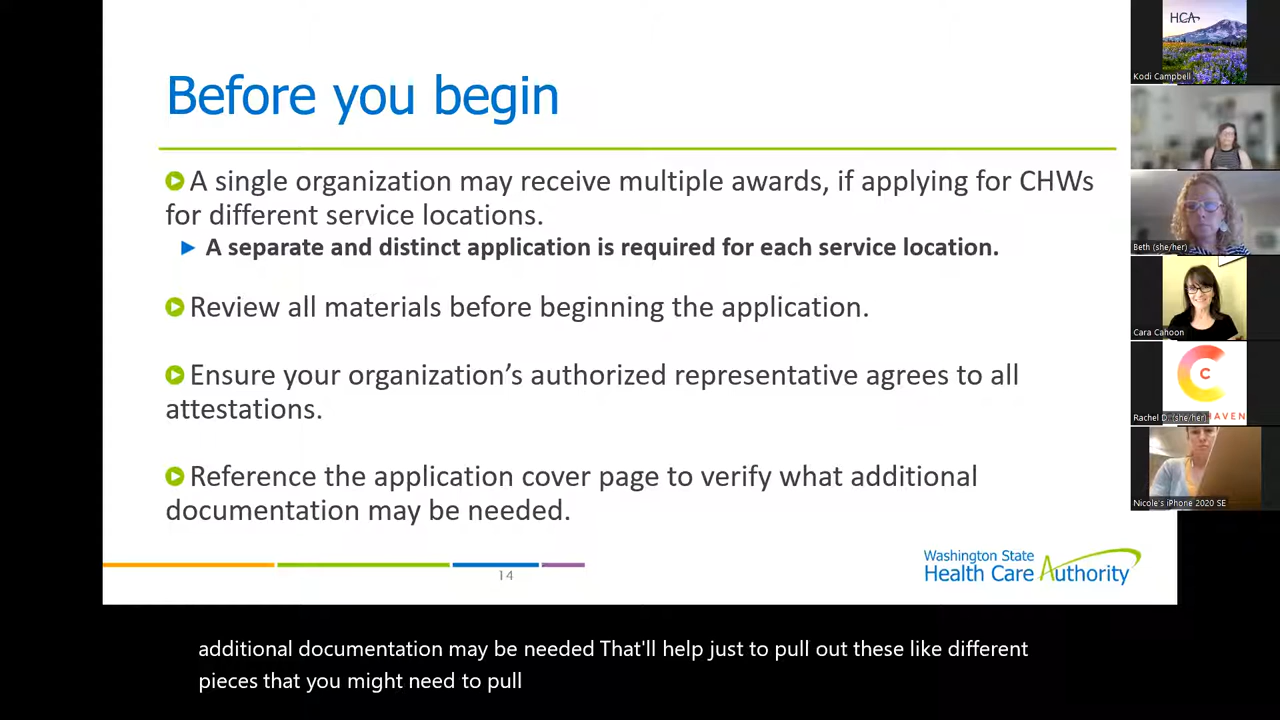 Before you begin
A single organization may receive multiple awards, if applying for CHWs
for different service locations.
A separate and distinct application is required for each service location.
Review all materials before beginning the application.
Ensure your organization's authorized representative agrees to all
attestations.
Reference the application cover page to verify what additional
documentation may be needed.
14
Washington State
Health Care Authority
HCA
Kodi Campbell
Beth (she/her)
Cara Cahoon
C
Rachel D. (she/her)
HAVEN
Nicole's iPhone 2020 SE
additional documentation may be needed That'll help just to pull out these like different
pieces that you might need to pull